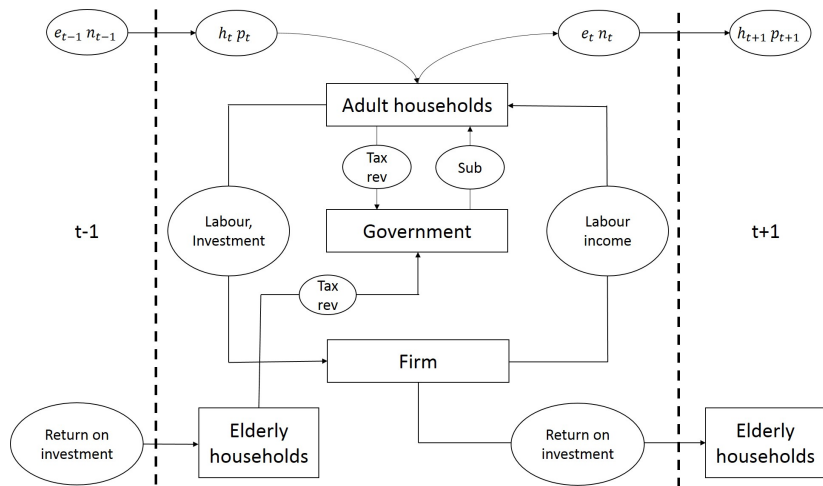 e_{t−1} n_{t−1}
h_t p_t
e_t n_t
h_{t+1} p_{t+1}
Adult households
Tax
rev
Sub
Labour,
Investment
Labour
income
t-1
Government
t+1
Tax
rev
Firm
Return on
investment
Elderly
households
Return on
investment
Elderly
households